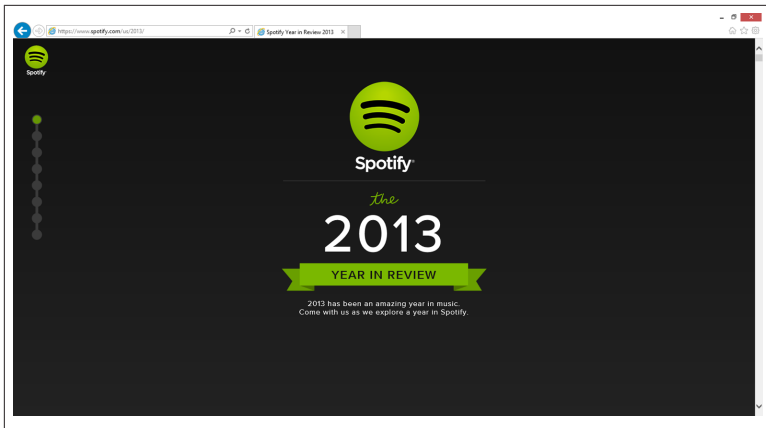 https://www.spotify.com/us/2013/
Spotify Year in Review 2013
Spotify
Spotify
the
2013
YEAR IN REVIEW
2013 has been an amazing year in music.
Come with us as we explore a year in Spotify.